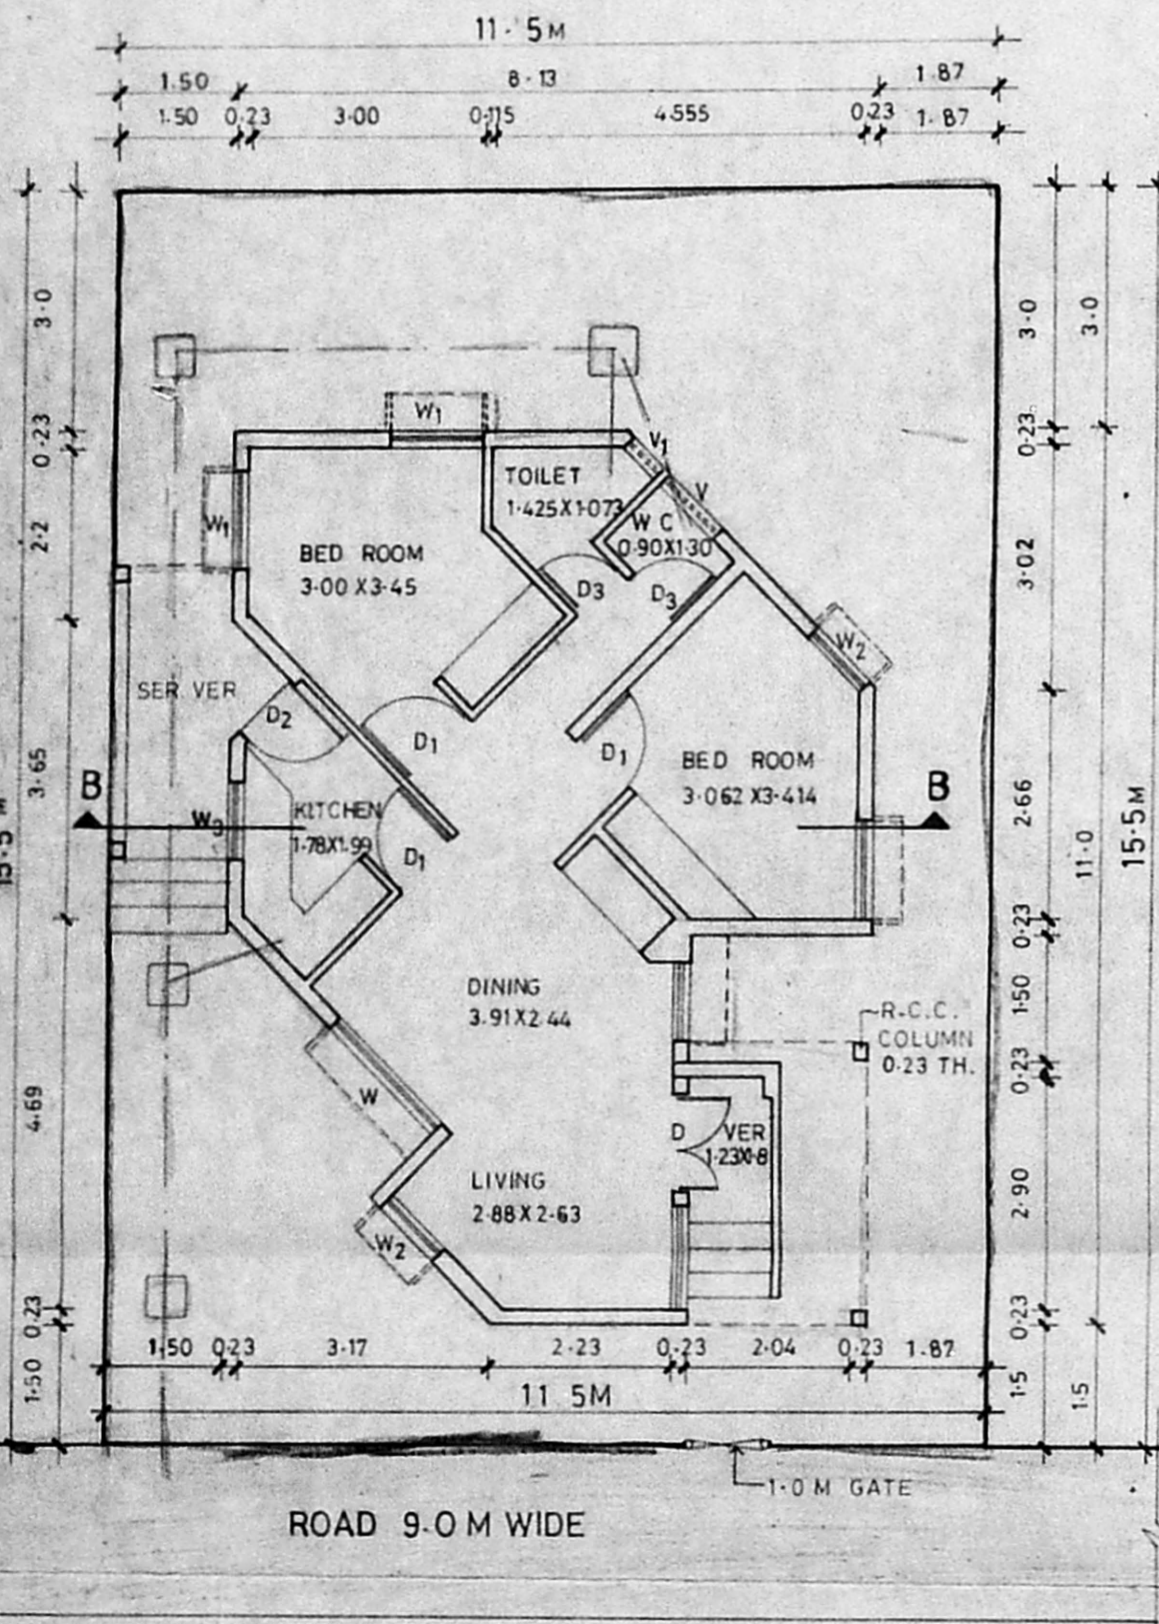 11.5M
1.50 8.13 1.87
1.50 0.23 3.00 0.115 4.555 0.23 1.87
3.0
0.23
2.2
3.65
4.69
0.23
1.50
3.0
0.23
3.02
2.66
0.23
1.50
0.23
2.90
0.23
1.5
3.0
11.0
1.5
15.5M
W1
V1
TOILET
1.425X1.073
V
W1
W C
0.90X1.30
BED ROOM
3.00 X3.45
D3
D3
W2
SER. VER
D2
D1
D1
BED ROOM
3.062 X3.414
B
B
KITCHEN
1.78X1.99
W3
D1
DINING
3.91X2.44
R.C.C.
COLUMN
0.23 TH.
W
D
VER
1.23X1.8
LIVING
2.88X2.63
W2
1.50 0.23 3.17 2.23 0.23 2.04 0.23 1.87
11 5M
1.0 M GATE
ROAD 9.0 M WIDE